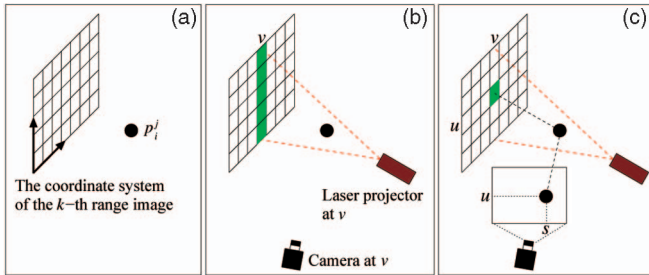 (a)
p_i^j
The coordinate system
of the k−th range image
(b)
v
Laser projector
at v
Camera at v
(c)
v
u
u
s